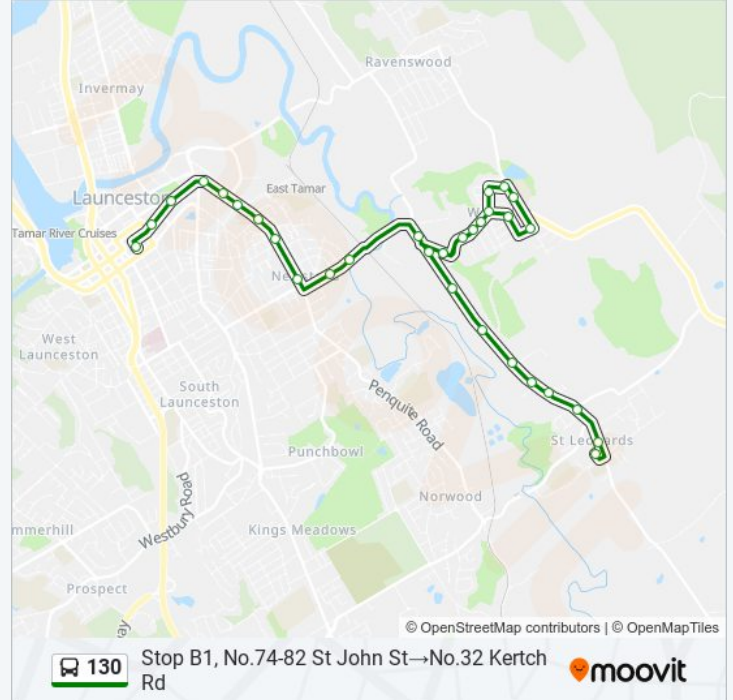 Ravenswood
Invermay
East Tamar
Launceston
Tamar River Cruises
W
Ne
West
Launceston
South
Launceston
Penquite Road
St Leonards
Punchbowl
Norwood
Westbury Road
mmerhill
Kings Meadows
Prospect
way
© OpenStreetMap contributors | © OpenMapTiles
130
Stop B1, No.74-82 St John St→No.32 Kertch
Rd
moovit